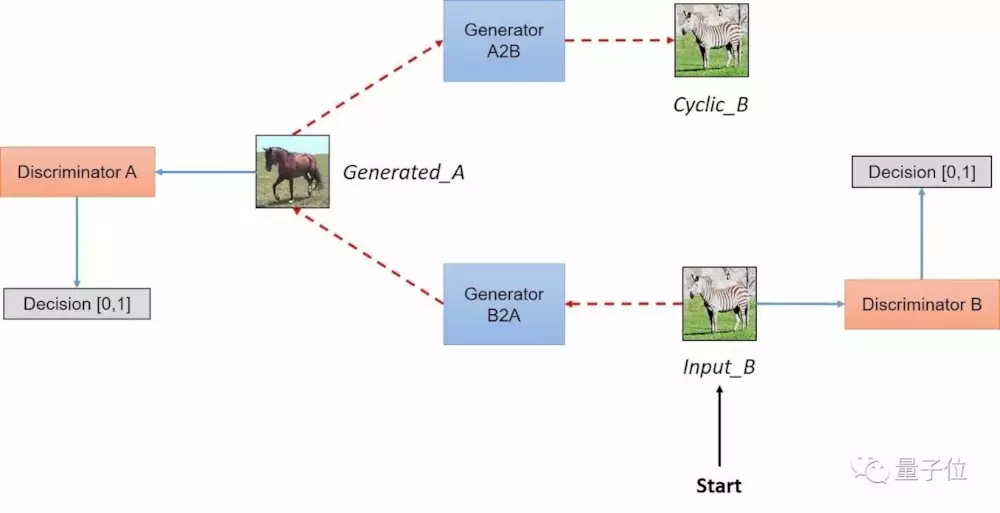 Generator
A2B
Cyclic_B
Discriminator A
Generated_A
Decision [0,1]
Decision [0,1]
Generator
B2A
Discriminator B
Input_B
Start
量子位